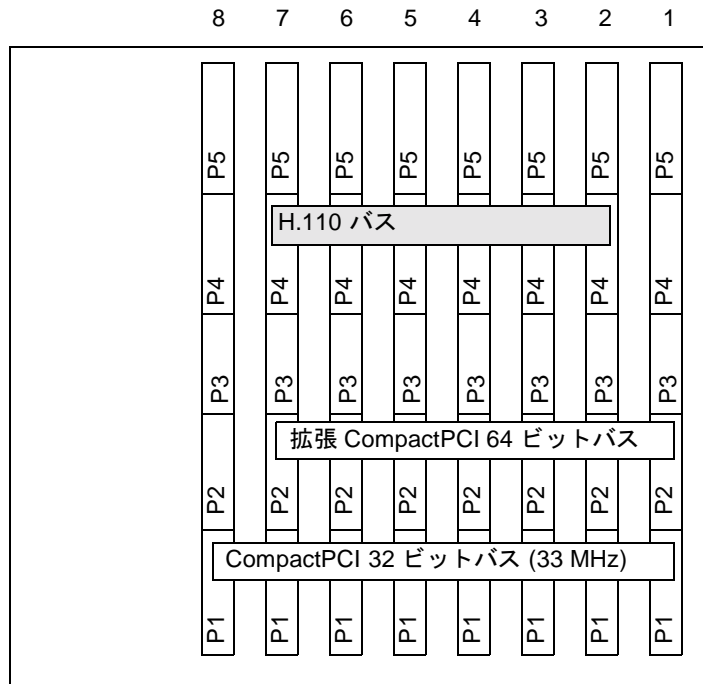 8 7 6 5 4 3 2 1
P5 P5 P5 P5 P5 P5 P5 P5
H.110 バス
P4 P4 P4 P4 P4 P4 P4 P4
P3 P3 P3 P3 P3 P3 P3 P3
拡張 CompactPCI 64 ビットバス
P2 P2 P2 P2 P2 P2 P2 P2
CompactPCI 32 ビットバス (33 MHz)
P1 P1 P1 P1 P1 P1 P1 P1